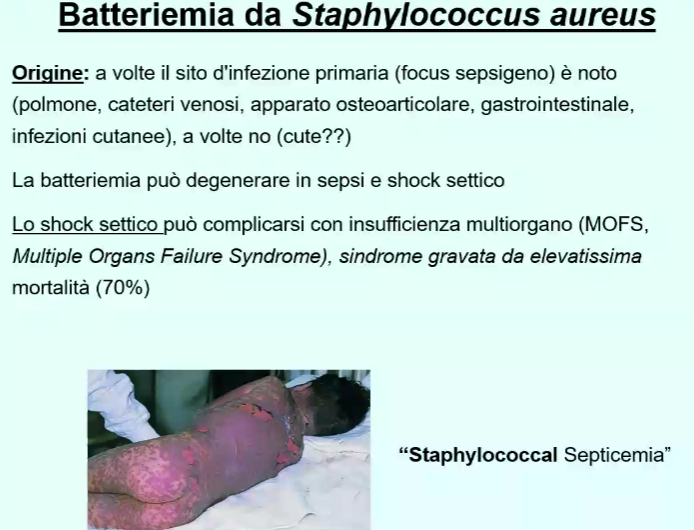 Batteriemia da Staphylococcus aureus
Origine: a volte il sito d'infezione primaria (focus sepsigeno) è noto
(polmone, cateteri venosi, apparato osteoarticolare, gastrointestinale,
infezioni cutanee), a volte no (cute??)
La batteriemia può degenerare in sepsi e shock settico
Lo shock settico può complicarsi con insufficienza multiorgano (MOFS,
Multiple Organs Failure Syndrome), sindrome gravata da elevatissima
mortalità (70%)
“Staphylococcal Septicemia”